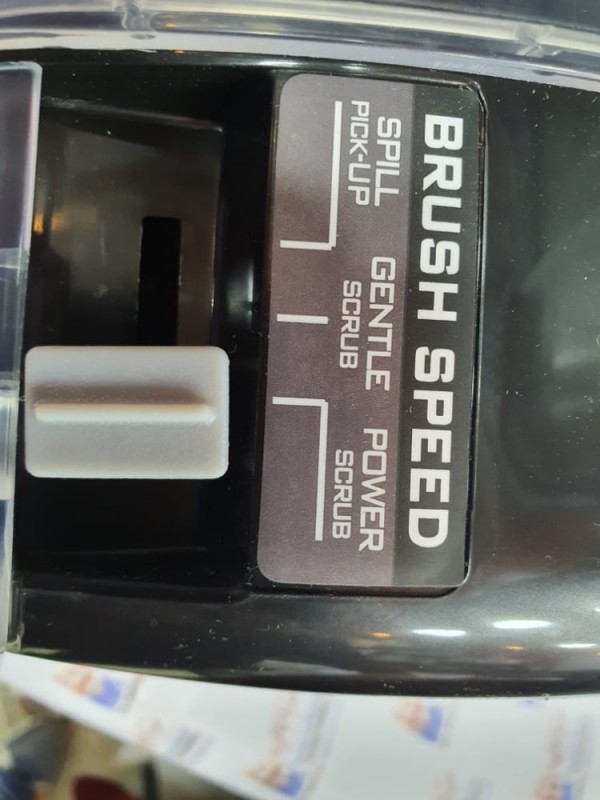 BRUSH SPEED
SPILL
PICK-UP
GENTLE
SCRUB
POWER
SCRUB